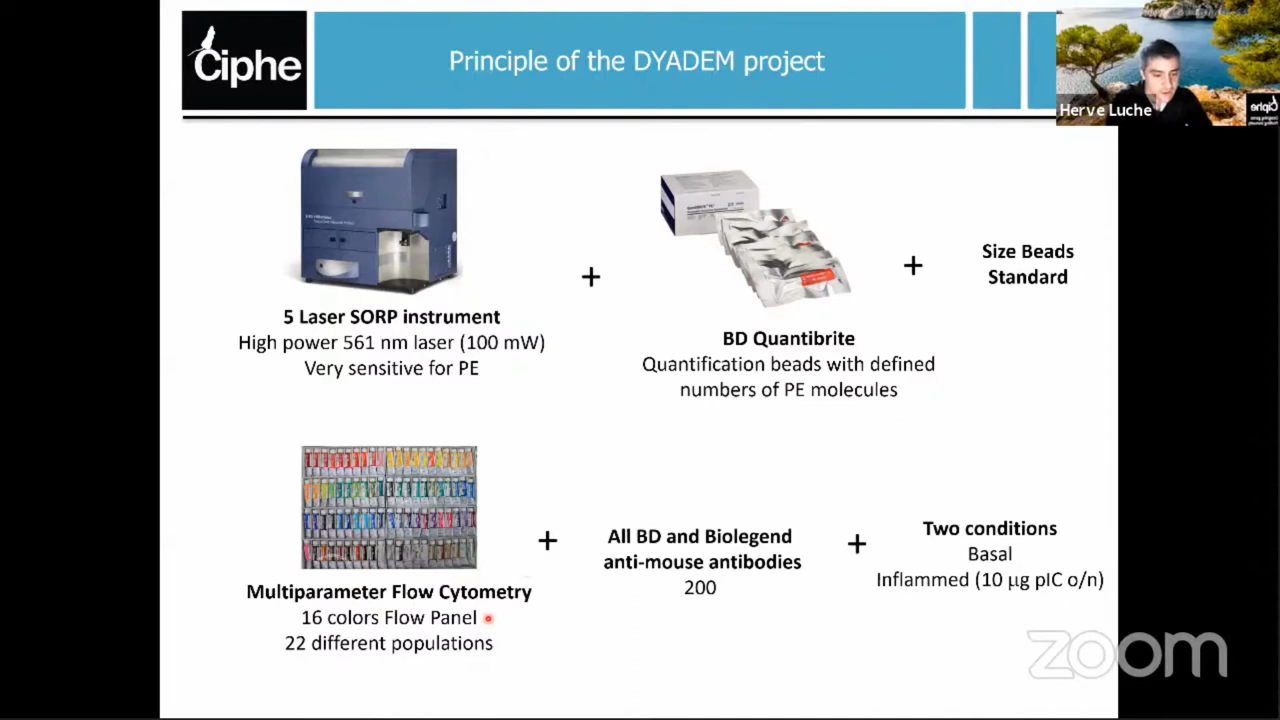 Ciphe
Principle of the DYADEM project
Herve Luche
5 Laser SORP instrument
High power 561 nm laser (100 mW)
Very sensitive for PE
+
BD Quantibrite
Quantification beads with defined
numbers of PE molecules
+
Size Beads
Standard
Multiparameter Flow Cytometry
16 colors Flow Panel
22 different populations
+
All BD and Biolegend
anti-mouse antibodies
200
+
Two conditions
Basal
Inflammed (10 µg pIC o/n)
zoom